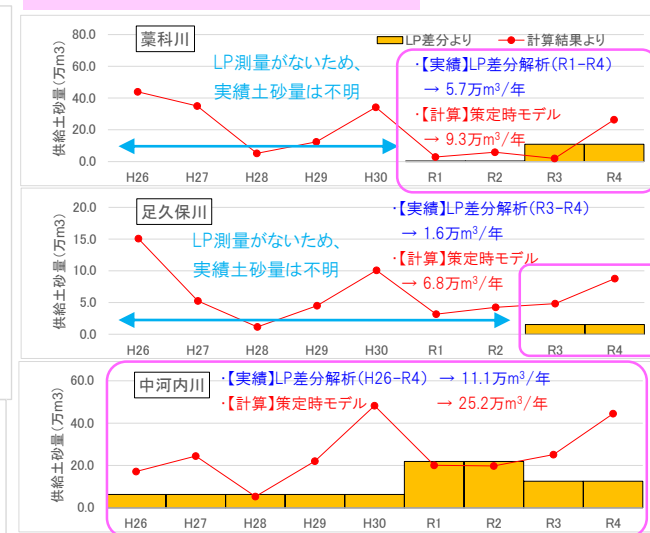 供給土砂量(万m3)
80.0
60.0
40.0
20.0
0.0
藁科川
LP差分より
計算結果より
LP測量がないため、
実績土砂量は不明
・【実績】LP差分解析(R1-R4)
→ 5.7万m³/年
・【計算】策定時モデル
→ 9.3万m³/年
H26 H27 H28 H29 H30 R1 R2 R3 R4
供給土砂量(万m3)
20.0
15.0
10.0
5.0
0.0
足久保川
LP測量がないため、
実績土砂量は不明
・【実績】LP差分解析(R3-R4)
→ 1.6万m³/年
・【計算】策定時モデル
→ 6.8万m³/年
H26 H27 H28 H29 H30 R1 R2 R3 R4
供給土砂量(万m3)
60.0
40.0
20.0
0.0
中河内川
・【実績】LP差分解析(H26-R4) → 11.1万m³/年
・【計算】策定時モデル → 25.2万m³/年
H26 H27 H28 H29 H30 R1 R2 R3 R4